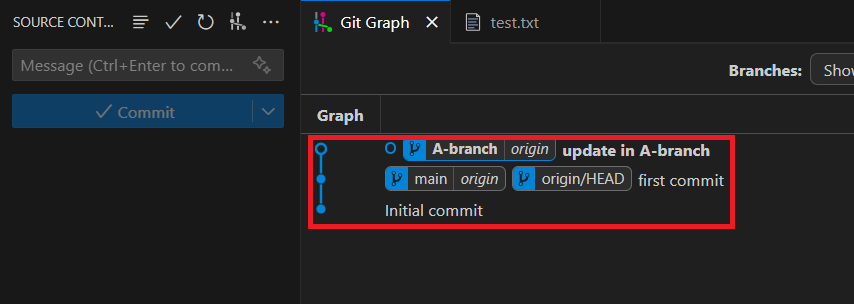 SOURCE CONT...
Git Graph
test.txt
Message (Ctrl+Enter to com...
Branches:
Show
Commit
Graph
A-branch origin update in A-branch
main origin origin/HEAD first commit
Initial commit